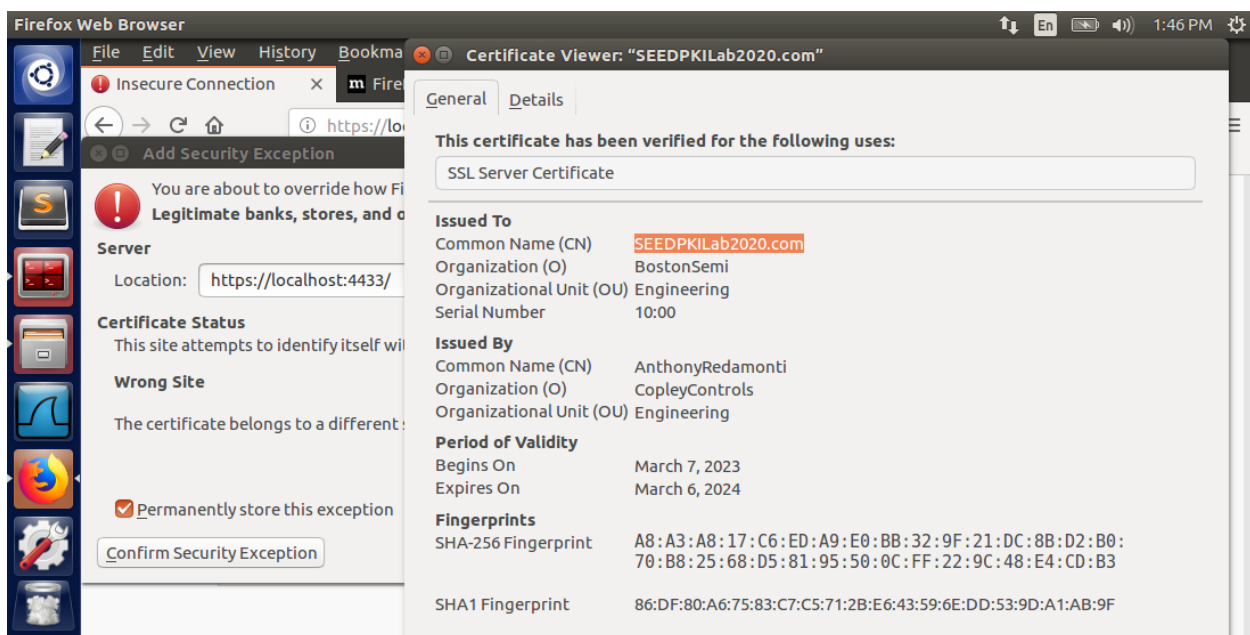 Firefox Web Browser
En
1:46 PM
File Edit View History Bookma
Insecure Connection
m Fire
https://lo
Add Security Exception
You are about to override how Fi
Legitimate banks, stores, and o
Server
Location: https://localhost:4433/
Certificate Status
This site attempts to identify itself wi
Wrong Site
The certificate belongs to a different
Permanently store this exception
Confirm Security Exception
Certificate Viewer: “SEEDPKILab2020.com”
General Details
This certificate has been verified for the following uses:
SSL Server Certificate
Issued To
Common Name (CN) SEEDPKILab2020.com
Organization (O) BostonSemi
Organizational Unit (OU) Engineering
Serial Number 10:00
Issued By
Common Name (CN) AnthonyRedamonti
Organization (O) CopleyControls
Organizational Unit (OU) Engineering
Period of Validity
Begins On March 7, 2023
Expires On March 6, 2024
Fingerprints
SHA-256 Fingerprint A8:A3:A8:17:C6:ED:A9:E0:BB:32:9F:21:DC:8B:D2:B0:
70:B8:25:68:D5:81:95:50:0C:FF:22:9C:48:E4:CD:B3
SHA1 Fingerprint 86:DF:80:A6:75:83:C7:C5:71:2B:E6:43:59:6E:DD:53:9D:A1:AB:9F